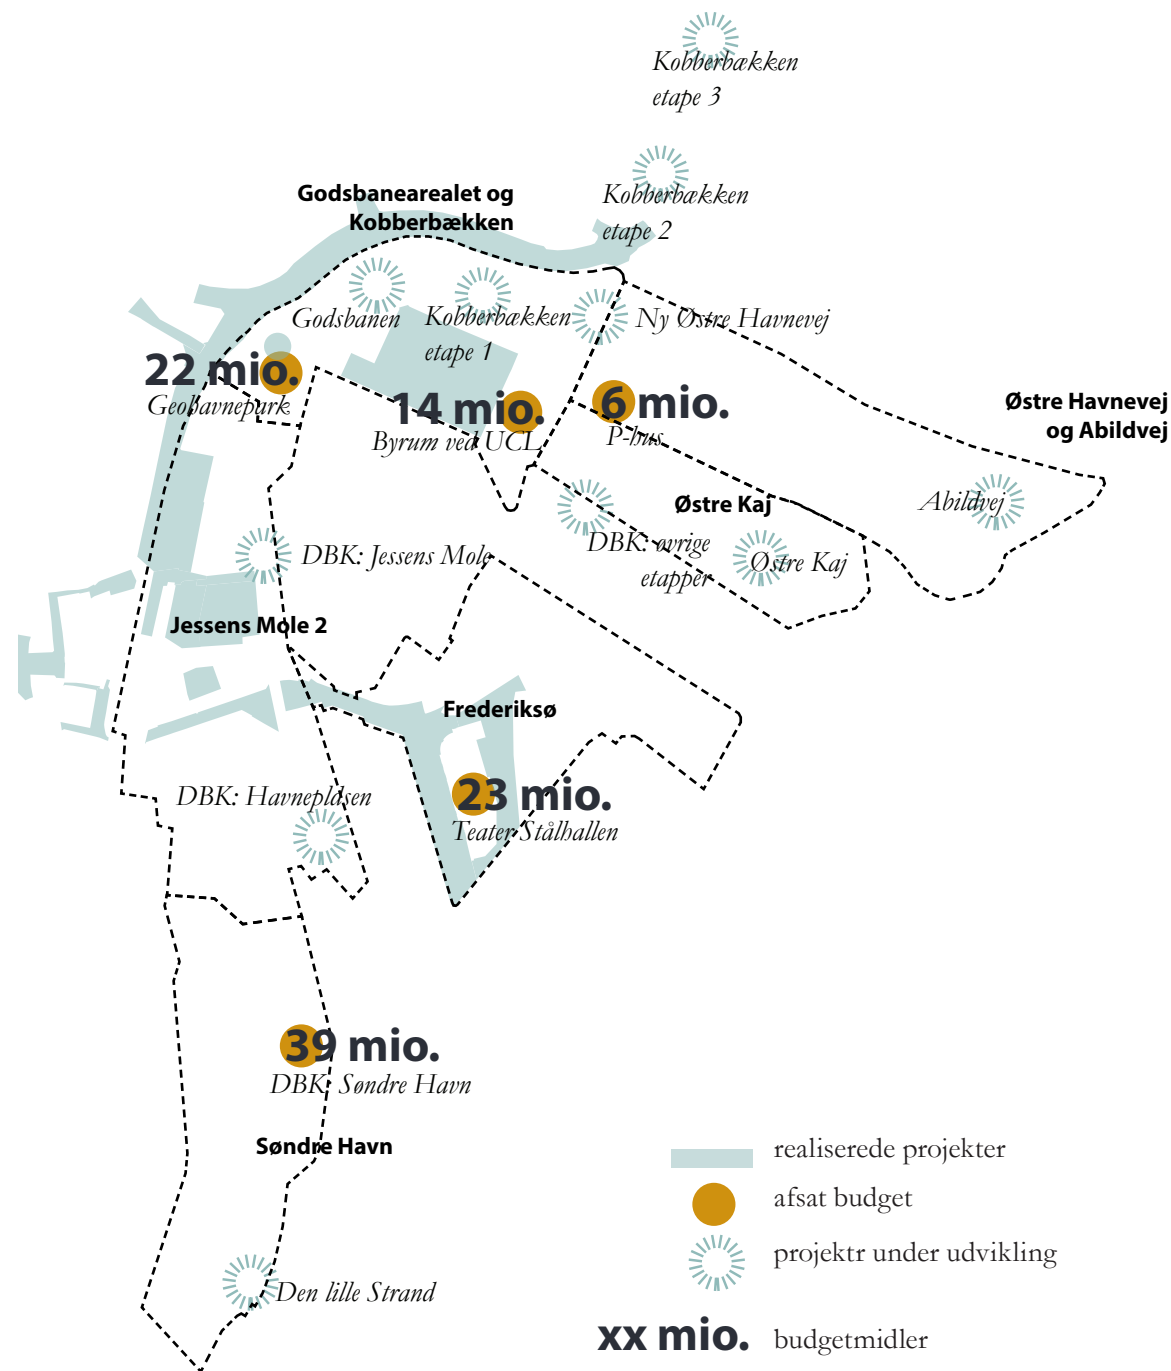 Kobberbækken
etape 3
Kobberbækken
etape 2
Godsbanearealet og
Kobberbækken
Godsbanen
Kobberbækken
etape 1
Ny Østre Havnevej
22 mio.
Geohavnepark
14 mio.
Byrum ved UCL
6 mio.
P-hus
Østre Havnevej
og Abildvej
Abildvej
Østre Kaj
DBK: øvrige
etapper
Østre Kaj
DBK: Jessens Mole
Jessens Mole 2
Frederiksø
23 mio.
Teater Stålhallen
DBK: Havnepldsen
39 mio.
DBK: Søndre Havn
Søndre Havn
Den lille Strand
realiserede projekter
afsat budget
projektr under udvikling
xx mio. budgetmidler